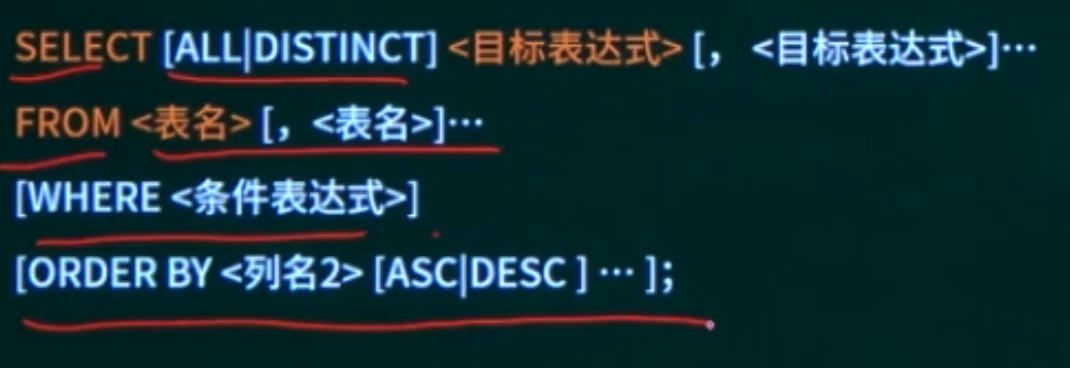 SELECT [ALL|DISTINCT] <目标表达式> [， <目标表达式>]…
FROM <表名> [，<表名>]…
[WHERE <条件表达式>]
[ORDER BY <列名2> [ASC|DESC ] … ];